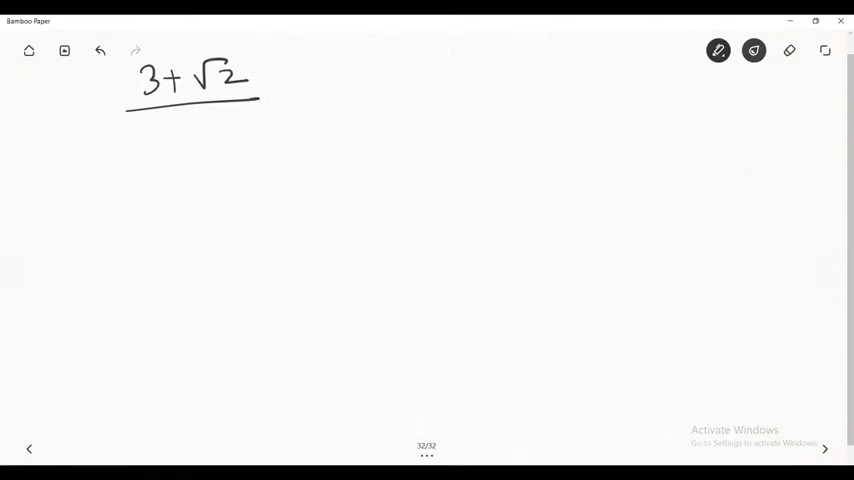 Bamboo Paper
3+ √2
32/32
Activate Windows
Go to Settings to activate Windows.